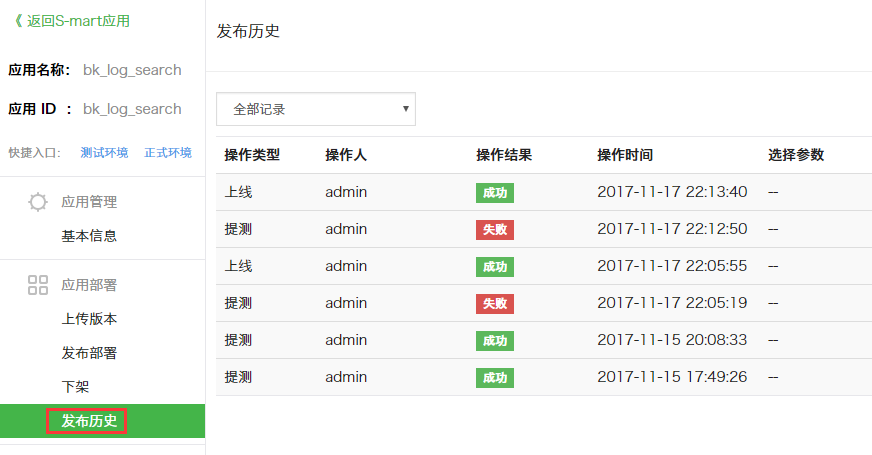 《 返回S-mart应用
应用名称： bk_log_search
应用 ID ： bk_log_search
快捷入口： 测试环境 正式环境
应用管理
基本信息
应用部署
上传版本
发布部署
下架
发布历史
发布历史
全部记录
操作类型 操作人 操作结果 操作时间 选择参数
上线 admin 成功 2017-11-17 22:13:40 --
提测 admin 失败 2017-11-17 22:12:50 --
上线 admin 成功 2017-11-17 22:05:55 --
提测 admin 失败 2017-11-17 22:05:19 --
提测 admin 成功 2017-11-15 20:08:33 --
提测 admin 成功 2017-11-15 17:49:26 --